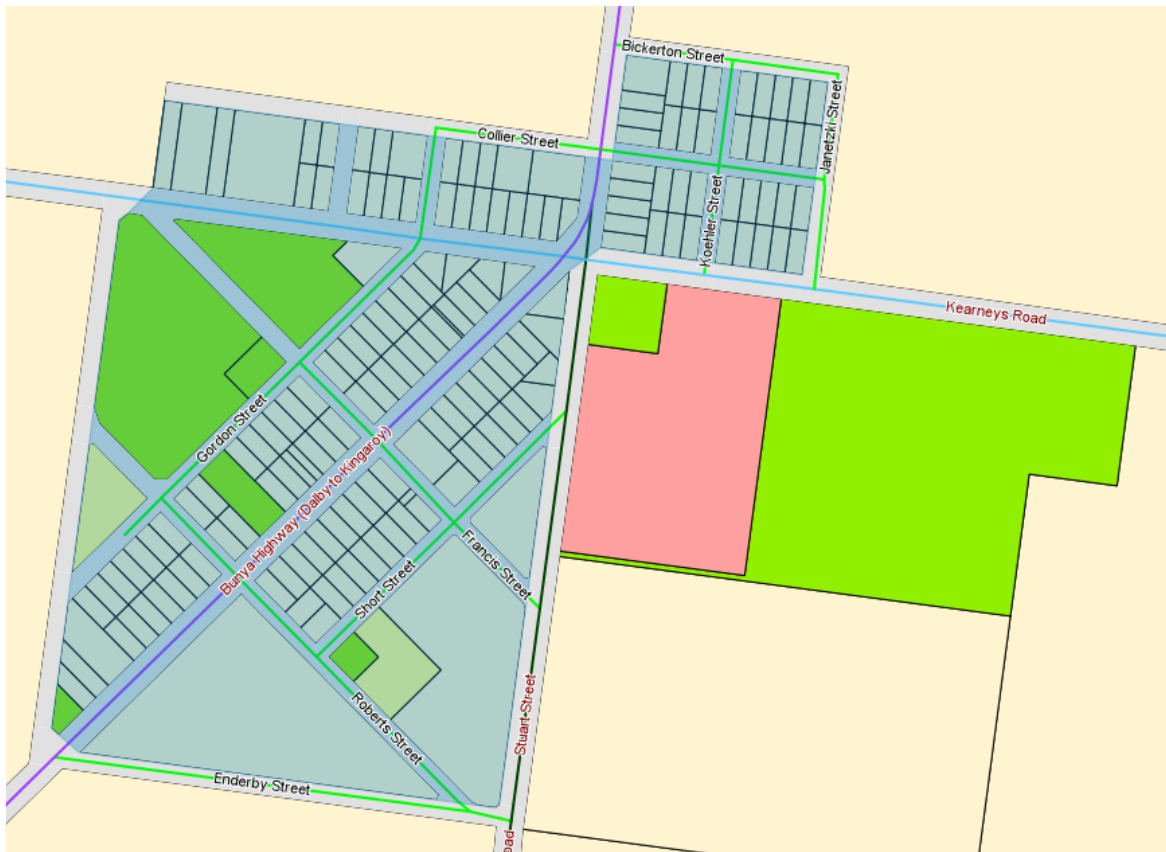 Bickerton Street
Janetzki Street
Collier Street
Koehler Street
Kearneys Road
Gordon Street
Bunya Highway (Dalby to Kingaroy)
Francis Street
Short Street
Roberts Street
Stuart Street
Enderby Street
oad